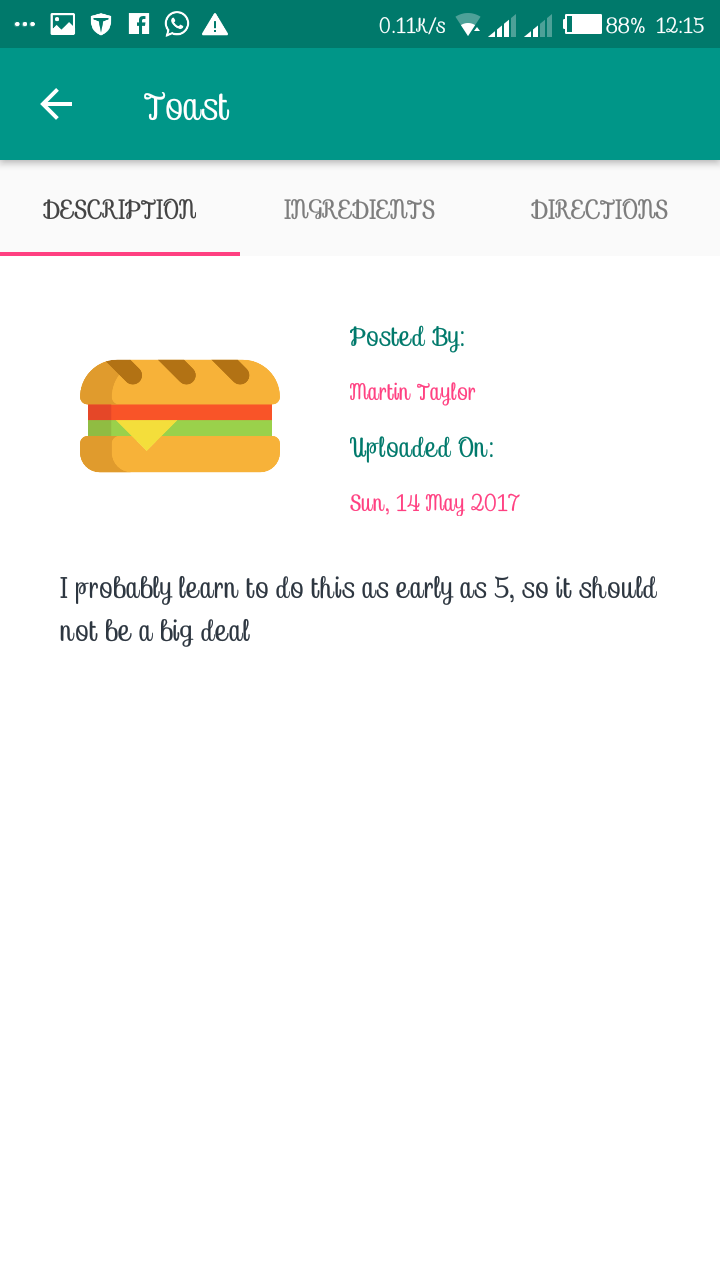 0.11K/s 88% 12:15
Toast
DESCRIPTION INGREDIENTS DIRECTIONS
Posted By:
Martin Taylor
Uploaded On:
Sun, 14 May 2017
I probably learn to do this as early as 5, so it should
not be a big deal